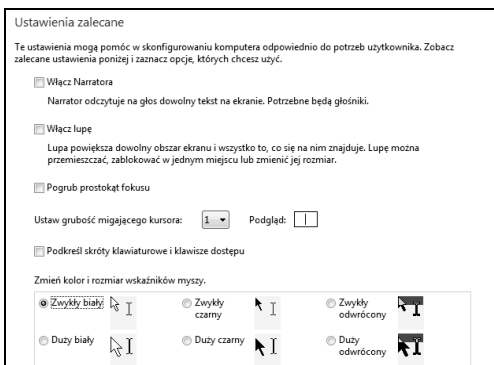 Ustawienia zalecane
Te ustawienia mogą pomóc w skonfigurowaniu komputera odpowiednio do potrzeb użytkownika. Zobacz
zalecane ustawienia poniżej i zaznacz opcje, których chcesz użyć.
Włącz Narratora
Narrator odczytuje na głos dowolny tekst na ekranie. Potrzebne będą głośniki.
Włącz lupę
Lupa powiększa dowolny obszar ekranu i wszystko to, co się na nim znajduje. Lupę można
przemieszczać, zablokować w jednym miejscu lub zmienić jej rozmiar.
Pogrub prostokąt fokusu
Ustaw grubość migającego kursora: 1 Podgląd:
Podkreśl skróty klawiaturowe i klawisze dostępu
Zmień kolor i rozmiar wskaźników myszy.
Zwykły biały Zwykły czarny Zwykły odwrócony
Duży biały Duży czarny Duży odwrócony